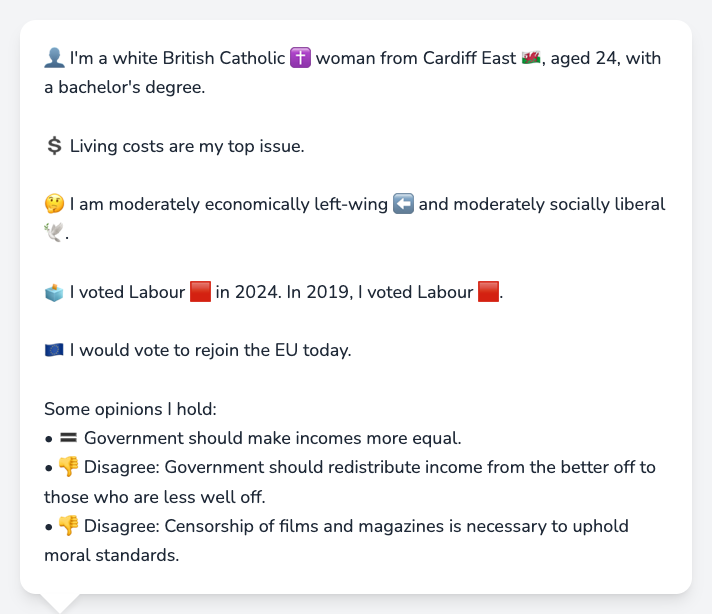 👤 I'm a white British Catholic ✝️ woman from Cardiff East 🏴󠁧󠁢󠁷󠁬󠁳󠁿, aged 24, with
a bachelor's degree.
💲 Living costs are my top issue.
🤔 I am moderately economically left-wing ⬅️ and moderately socially liberal
🕊️.
🗳️ I voted Labour 🟥 in 2024. In 2019, I voted Labour 🟥.
🇪🇺 I would vote to rejoin the EU today.
Some opinions I hold:
• 🟰 Government should make incomes more equal.
• 👎 Disagree: Government should redistribute income from the better off to
those who are less well off.
• 👎 Disagree: Censorship of films and magazines is necessary to uphold
moral standards.